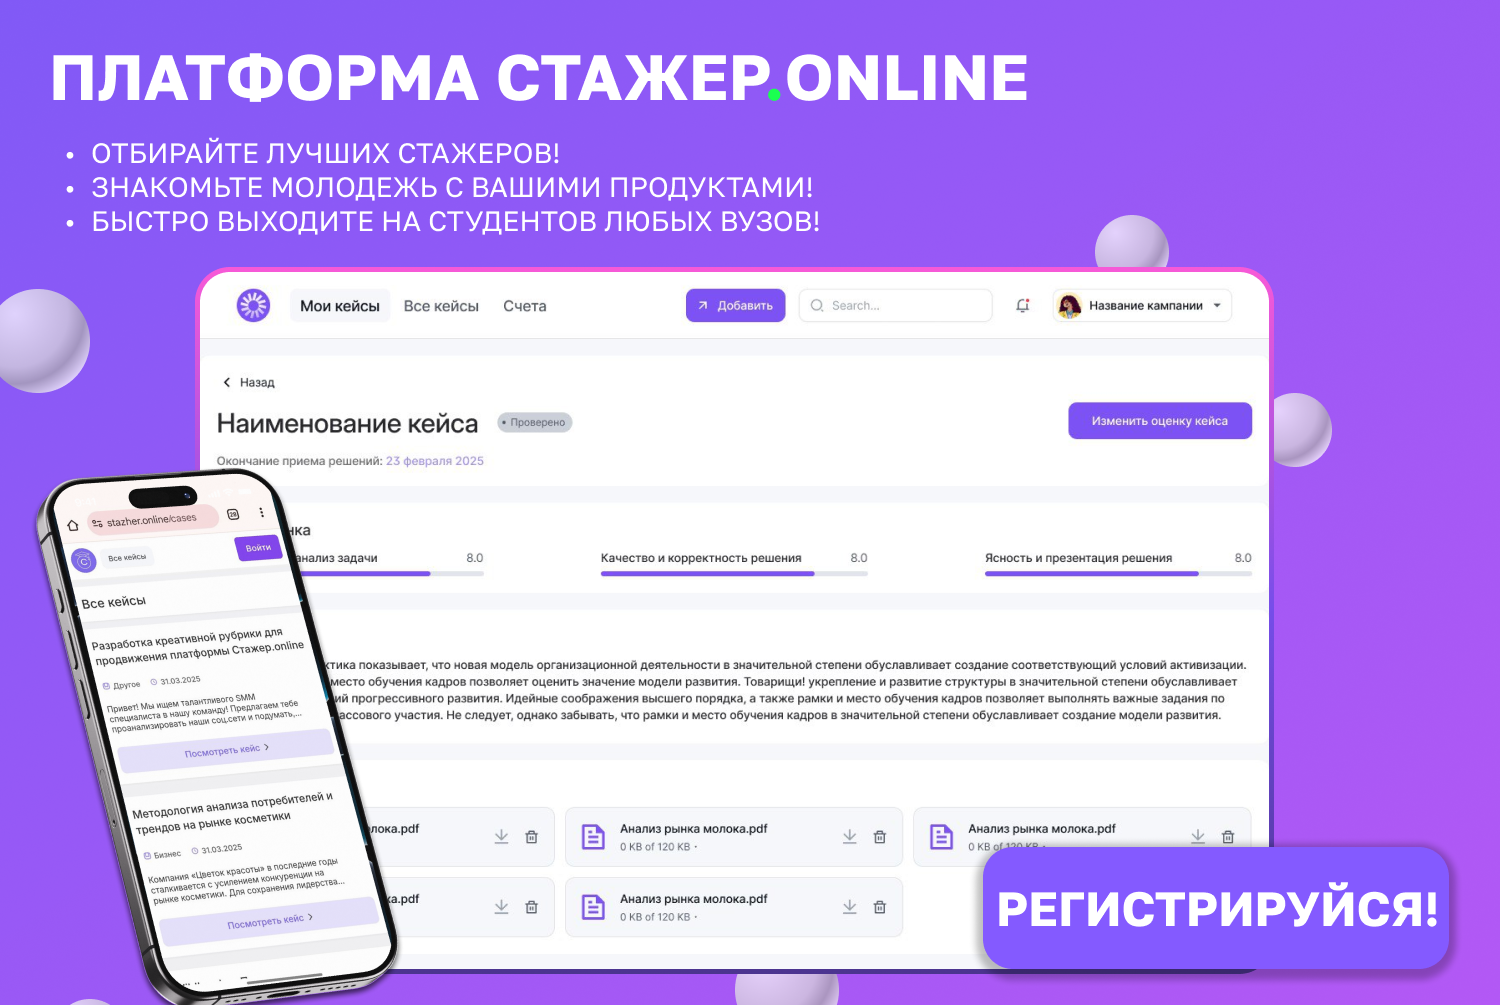 ПЛАТФОРМА СТАЖЕР.ONLINE
• ОТБИРАЙТЕ ЛУЧШИХ СТАЖЕРОВ!
• ЗНАКОМЬТЕ МОЛОДЕЖЬ С ВАШИМИ ПРОДУКТАМИ!
• БЫСТРО ВЫХОДИТЕ НА СТУДЕНТОВ ЛЮБЫХ ВУЗОВ!
Мои кейсы Все кейсы Счета Добавить Search... Название кампании
Назад
Наименование кейса • Проверено Изменить оценку кейса
Окончание приема решений: 23 февраля 2025
нка
анализ задачи 8.0 Качество и корректность решения 8.0 Ясность и презентация решения 8.0
ктика показывает, что новая модель организационной деятельности в значительной степени обуславливает создание соответствующий условий активизации.
место обучения кадров позволяет оценить значение модели развития. Товарищи! укрепление и развитие структуры в значительной степени обуславливает
ий прогрессивного развития. Идейные соображения высшего порядка, а также рамки и место обучения кадров позволяет выполнять важные задания по
ассового участия. Не следует, однако забывать, что рамки и место обучения кадров в значительной степени обуславливает создание модели развития.
лока.pdf Анализ рынка молока.pdf Анализ рынка молока.pdf
0 KB of 120 KB • 0 KB of 120 KB •
ка.pdf Анализ рынка молока.pdf
0 KB of 120 KB •
stazher.online/cases
Все кейсы Войти
Все кейсы
Разработка креативной рубрики для
продвижения платформы Стажер.online
Другое 31.03.2025
Привет! Мы ищем талантливого SMM
специалиста в нашу команду! Предлагаем тебе
проанализировать наши соц.сети и подумать,...
Посмотреть кейс
Методология анализа потребителей и
трендов на рынке косметики
Бизнес 31.03.2025
Компания «Цветок красоты» в последние годы
сталкивается с усилением конкуренции на
рынке косметики. Для сохранения лидерства...
Посмотреть кейс
РЕГИСТРИРУЙСЯ!